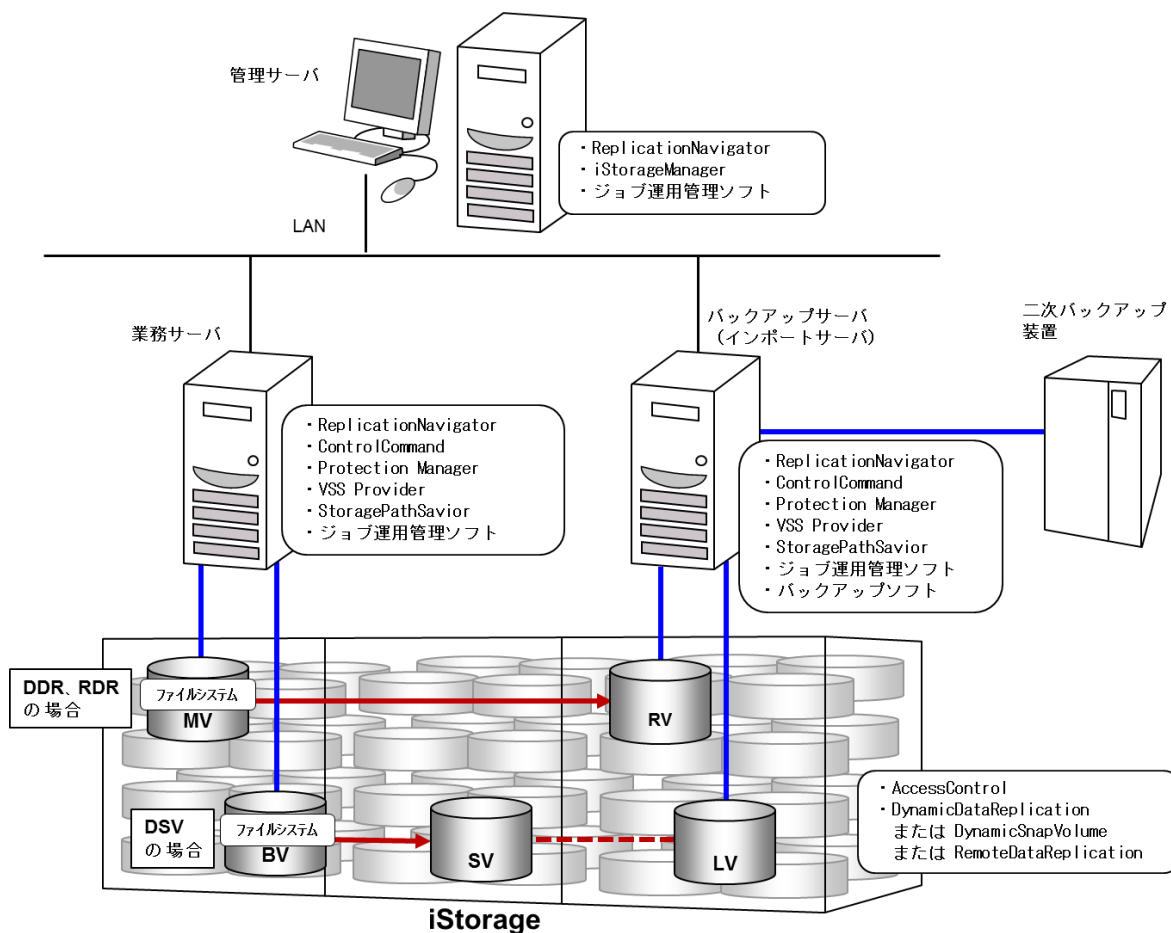 管理サーバ
・ReplicationNavigator
・iStorageManager
・ジョブ運用管理ソフト
LAN
業務サーバ
バックアップサーバ
（インポートサーバ）
二次バックアップ
装置
・ReplicationNavigator
・ControlCommand
・Protection Manager
・VSS Provider
・StoragePathSavior
・ジョブ運用管理ソフト
・ReplicationNavigator
・ControlCommand
・Protection Manager
・VSS Provider
・StoragePathSavior
・ジョブ運用管理ソフト
・バックアップソフト
DDR、RDR
の場合
ファイルシステム
MV
RV
DSV
の場合
ファイルシステム
BV
SV
LV
・AccessControl
・DynamicDataReplication
または DynamicSnapVolume
または RemoteDataReplication
iStorage